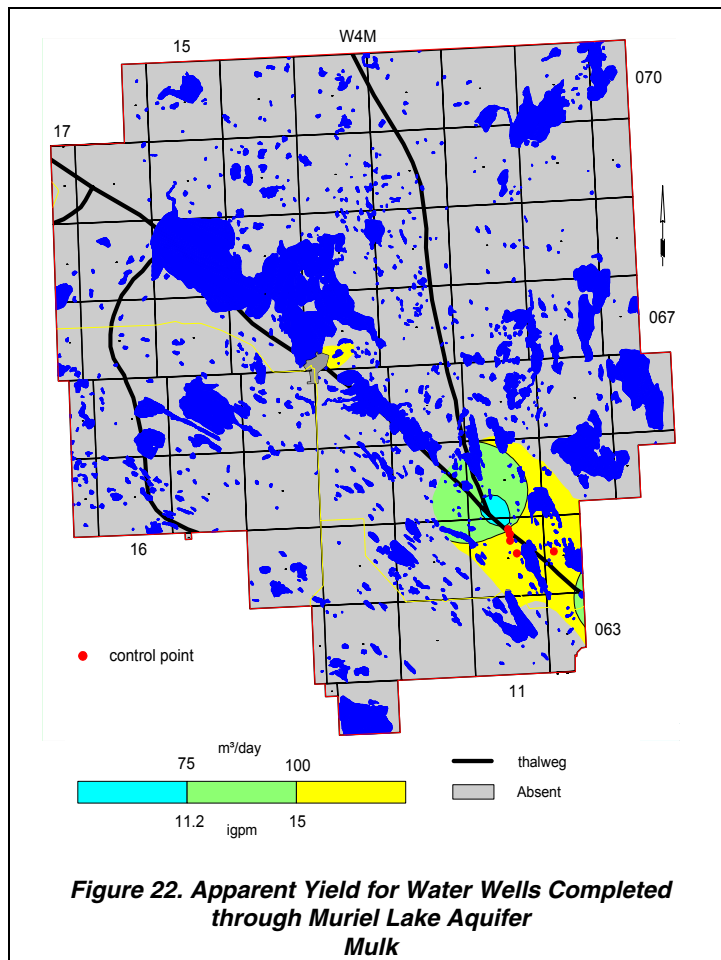 15
W4M
070
17
067
16
063
control point
11
m³/day
75 100
thalweg
Absent
11.2 igpm 15
Figure 22. Apparent Yield for Water Wells Completed
through Muriel Lake Aquifer
Mulk